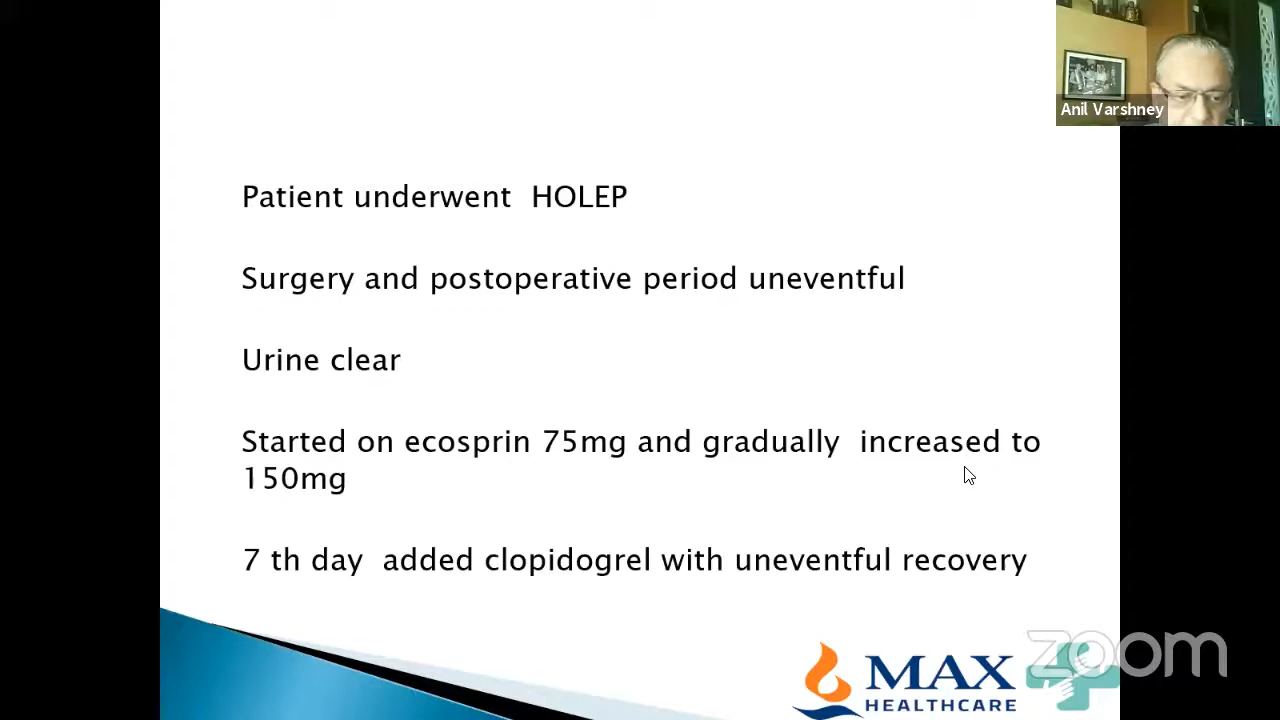 Anil Varshney
Patient underwent HOLEP
Surgery and postoperative period uneventful
Urine clear
Started on ecosprin 75mg and gradually increased to
150mg
7 th day added clopidogrel with uneventful recovery
MAX
HEALTHCARE
zoom